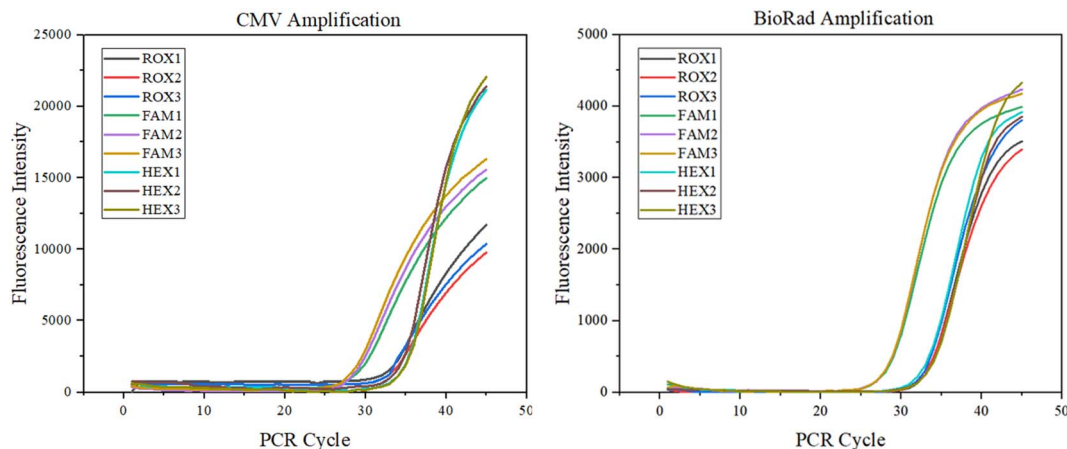 CMV Amplification
25000
20000
15000
10000
5000
0
ROX1
ROX2
ROX3
FAM1
FAM2
FAM3
HEX1
HEX2
HEX3
Fluorescence Intensity
0 10 20 30 40 50
PCR Cycle
BioRad Amplification
5000
4000
3000
2000
1000
0
ROX1
ROX2
ROX3
FAM1
FAM2
FAM3
HEX1
HEX2
HEX3
Fluorescence Intensity
0 10 20 30 40 50
PCR Cycle